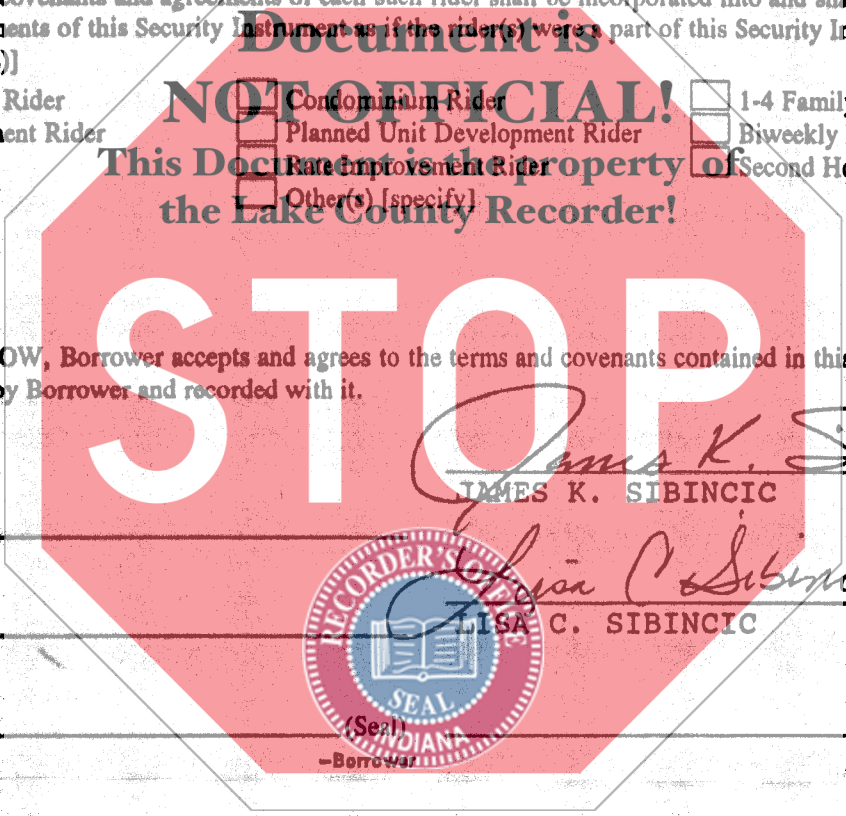 covenants and agreements of each such rider shall be incorporated into and
ents of this Security Instrument as if the rider(s) were a part of this Security
)]
Document is
NOT OFFICIAL!
This Document is the property of
the Lake County Recorder!
Rider
Condominium Rider
1-4 Family
ent Rider
Planned Unit Development Rider
Biweekly
Rate Improvement Rider
Second
Other(s) [specify]
STOP
OW, Borrower accepts and agrees to the terms and covenants contained in this
y Borrower and recorded with it.
James K. S
JAMES K. SIBINCIC
Lisa C Sibin
LISA C. SIBINCIC
RECORDER'S OFFICE
SEAL
INDIANA
(Seal)
-Borrower